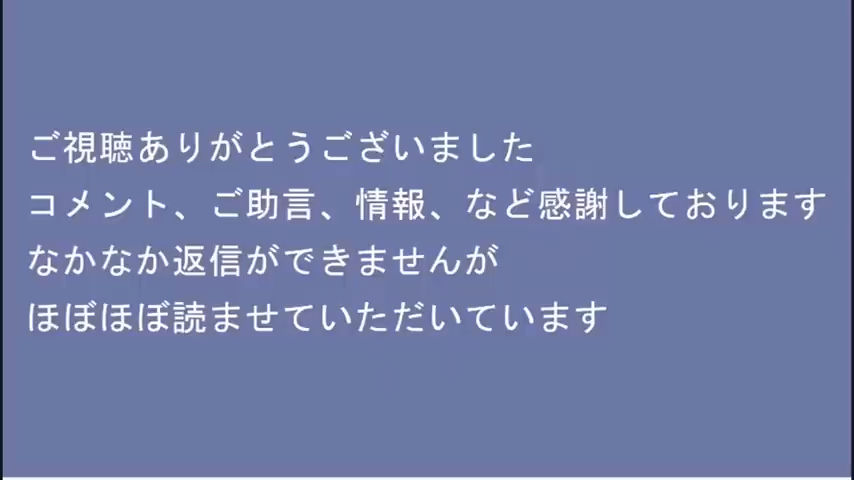 ご視聴ありがとうございました
コメント、ご助言、情報、など感謝しております
なかなか返信ができませんが
ほぼほぼ読ませていただいています